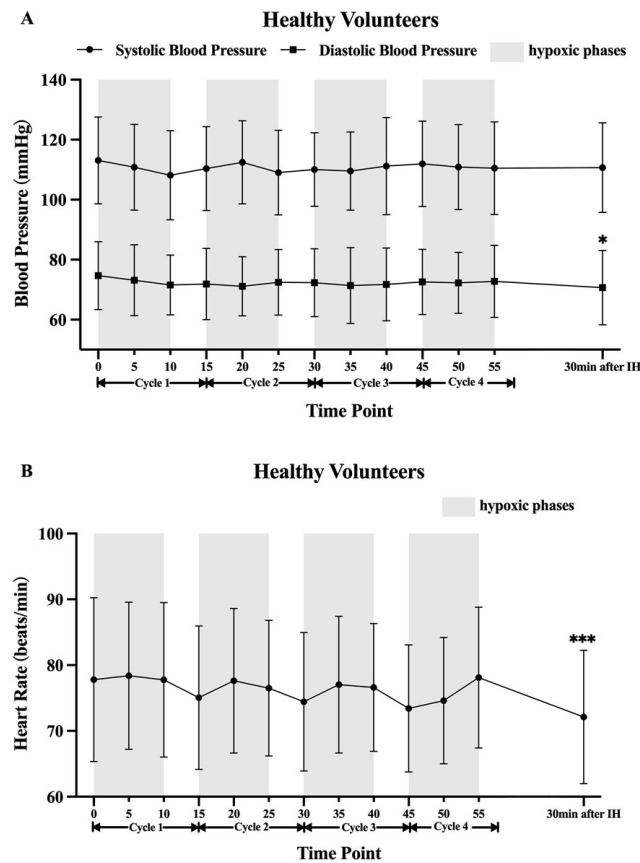 A
Healthy Volunteers
Systolic Blood Pressure Diastolic Blood Pressure hypoxic phases
Blood Pressure (mmHg)
140
120
100
80
60
*
0 5 10 15 20 25 30 35 40 45 50 55 30min after IH
Cycle 1 Cycle 2 Cycle 3 Cycle 4
Time Point
B
Healthy Volunteers
hypoxic phases
Heart Rate (beats/min)
100
90
80
70
60
***
0 5 10 15 20 25 30 35 40 45 50 55 30min after IH
Cycle 1 Cycle 2 Cycle 3 Cycle 4
Time Point